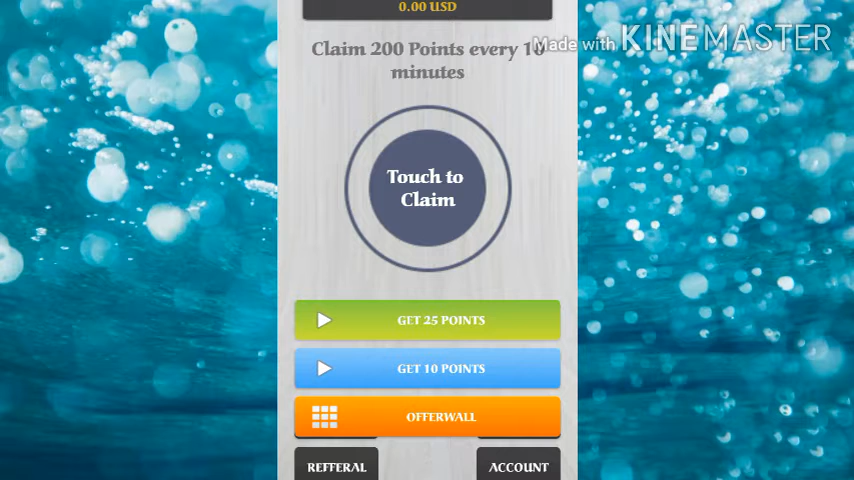 0.00 USD
Made with KINEMASTER
Claim 200 Points every 10
minutes
Touch to
Claim
GET 25 POINTS
GET 10 POINTS
OFFERWALL
REFFERAL
ACCOUNT